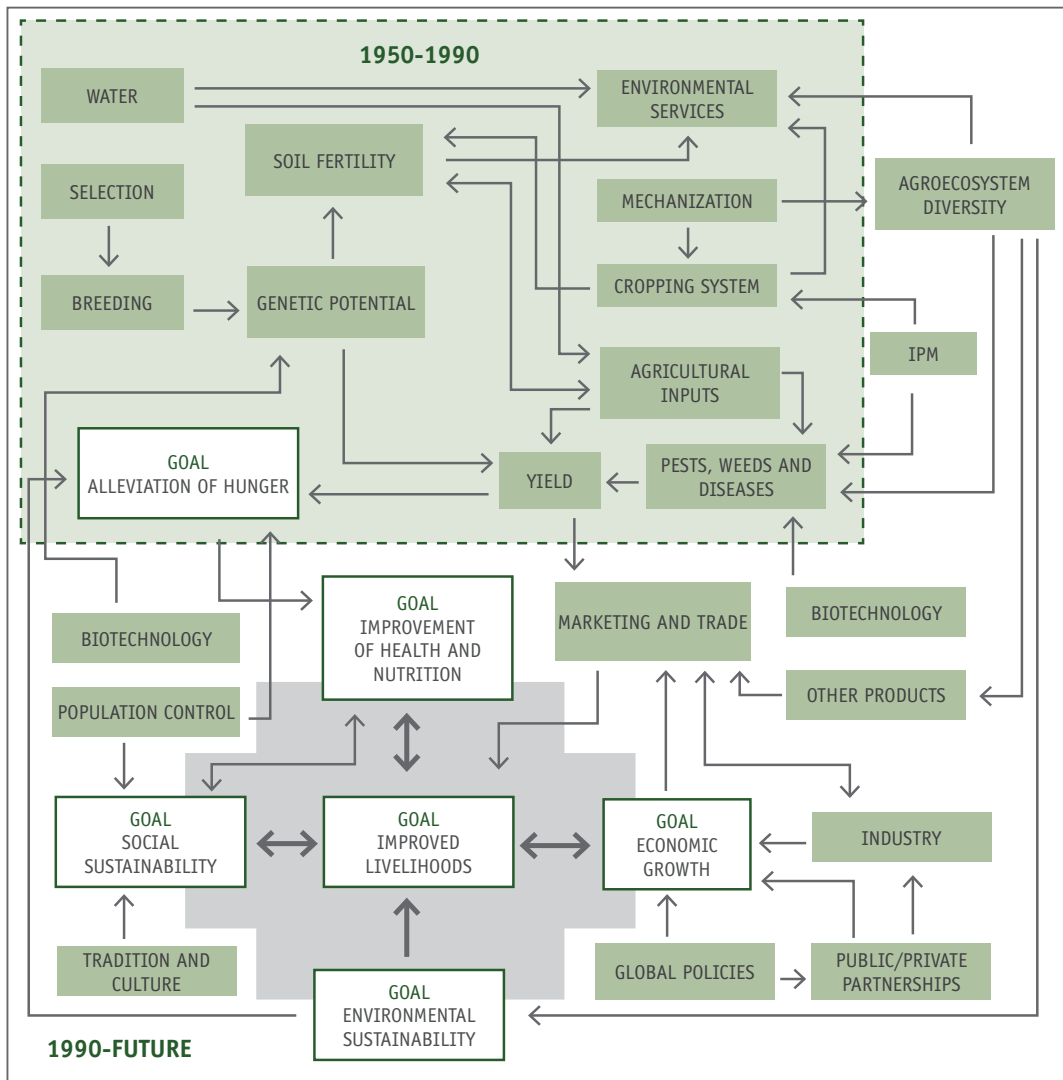 1950-1990
WATER
ENVIRONMENTAL
SERVICES
SOIL FERTILITY
SELECTION
MECHANIZATION
AGROECOSYSTEM
DIVERSITY
BREEDING
GENETIC POTENTIAL
CROPPING SYSTEM
IPM
AGRICULTURAL
INPUTS
GOAL
ALLEVIATION OF HUNGER
YIELD
PESTS, WEEDS AND
DISEASES
BIOTECHNOLOGY
GOAL
IMPROVEMENT
OF HEALTH AND
NUTRITION
MARKETING AND TRADE
BIOTECHNOLOGY
POPULATION CONTROL
OTHER PRODUCTS
GOAL
SOCIAL
SUSTAINABILITY
GOAL
IMPROVED
LIVELIHOODS
GOAL
ECONOMIC
GROWTH
INDUSTRY
TRADITION AND
CULTURE
GLOBAL POLICIES
PUBLIC/PRIVATE
PARTNERSHIPS
GOAL
ENVIRONMENTAL
SUSTAINABILITY
1990-FUTURE